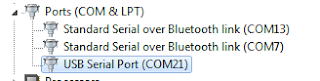 Ports (COM & LPT)
Standard Serial over Bluetooth link (COM13)
Standard Serial over Bluetooth link (COM7)
USB Serial Port (COM21)